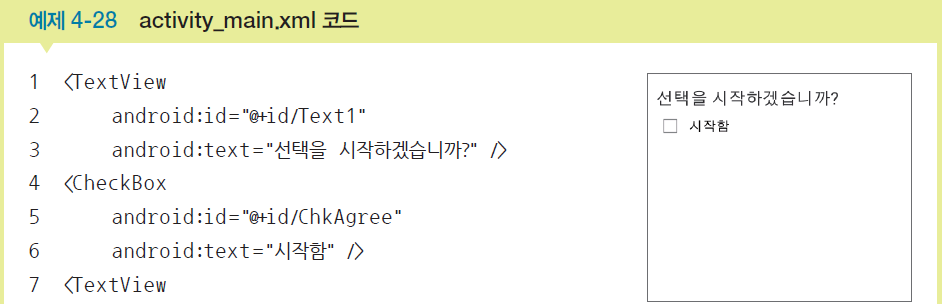 예제 4-28 activity_main.xml 코드
1 <TextView
2 android:id="@+id/Text1"
3 android:text="선택을 시작하겠습니까?" />
4 <CheckBox
5 android:id="@+id/ChkAgree"
6 android:text="시작함" />
7 <TextView
선택을 시작하겠습니까?
시작함